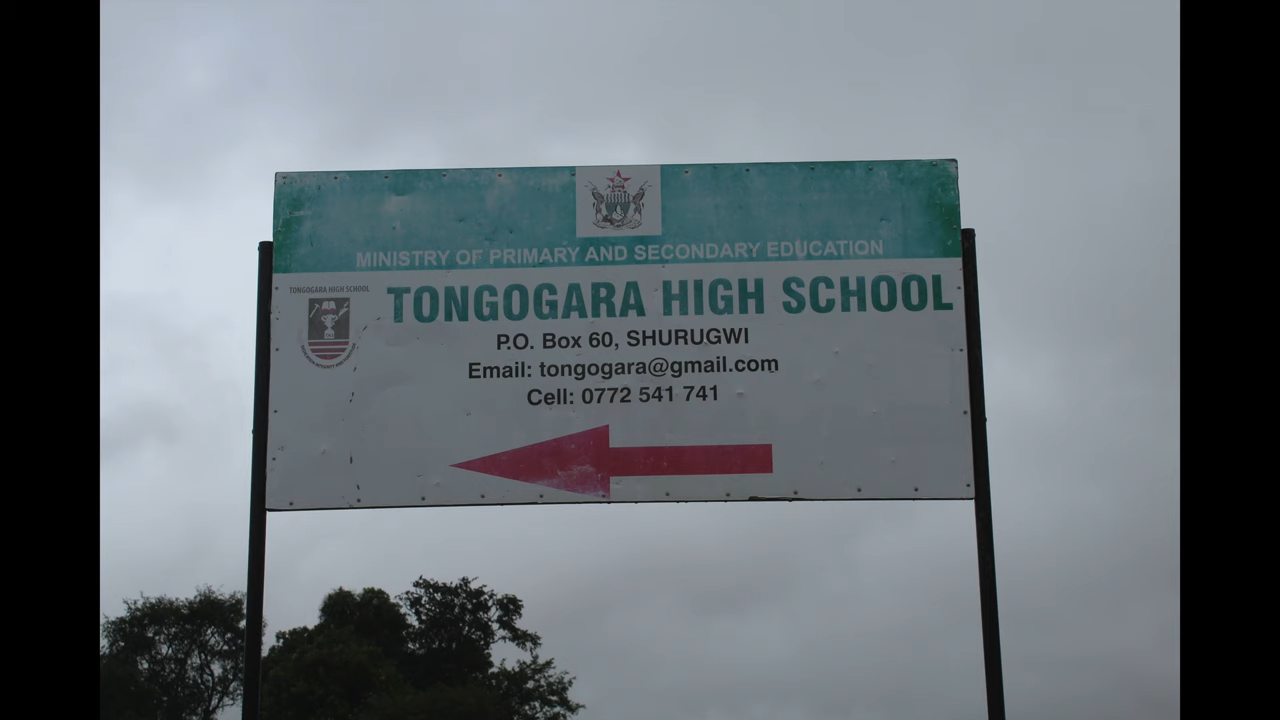 MINISTRY OF PRIMARY AND SECONDARY EDUCATION
TONGOGARA HIGH SCHOOL
TONGOGARA HIGH SCHOOL
P.O. Box 60, SHURUGWI
Email: tongogara@gmail.com
Cell: 0772 541 741